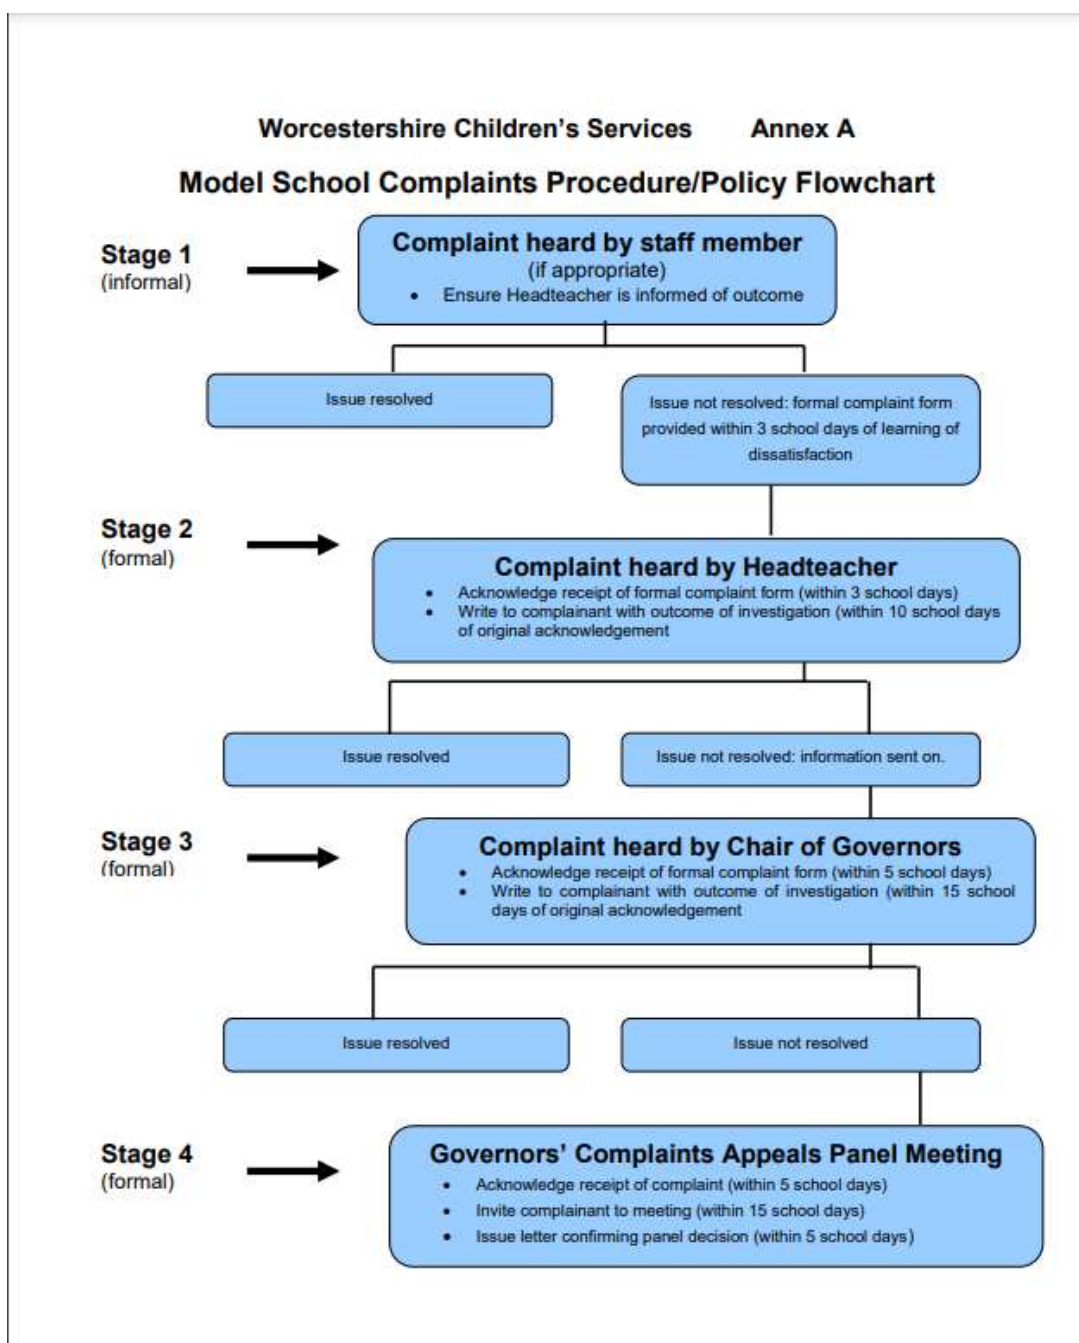 Worcestershire Children's Services Annex A
Model School Complaints Procedure/Policy Flowchart
Stage 1
(informal)
Complaint heard by staff member
(if appropriate)
• Ensure Headteacher is informed of outcome
Issue resolved
Issue not resolved: formal complaint form
provided within 3 school days of learning of
dissatisfaction
Stage 2
(formal)
Complaint heard by Headteacher
• Acknowledge receipt of formal complaint form (within 3 school days)
• Write to complainant with outcome of investigation (within 10 school days
of original acknowledgement
Issue resolved
Issue not resolved: information sent on.
Stage 3
(formal)
Complaint heard by Chair of Governors
• Acknowledge receipt of formal complaint form (within 5 school days)
• Write to complainant with outcome of investigation (within 15 school
days of original acknowledgement
Issue resolved
Issue not resolved
Stage 4
(formal)
Governors' Complaints Appeals Panel Meeting
• Acknowledge receipt of complaint (within 5 school days)
• Invite complainant to meeting (within 15 school days)
• Issue letter confirming panel decision (within 5 school days)